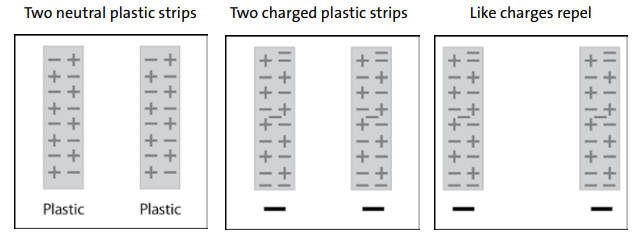 Two neutral plastic strips
Two charged plastic strips
Like charges repel
Plastic
Plastic